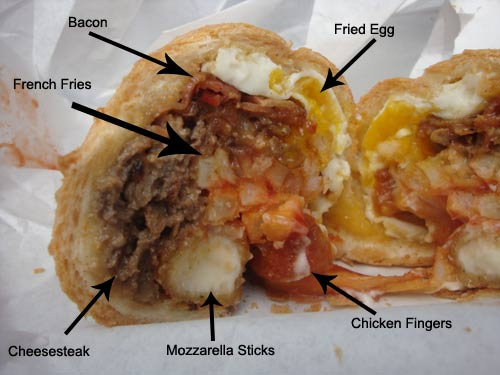 Bacon
Fried Egg
French Fries
Cheesesteak
Mozzarella Sticks
Chicken Fingers